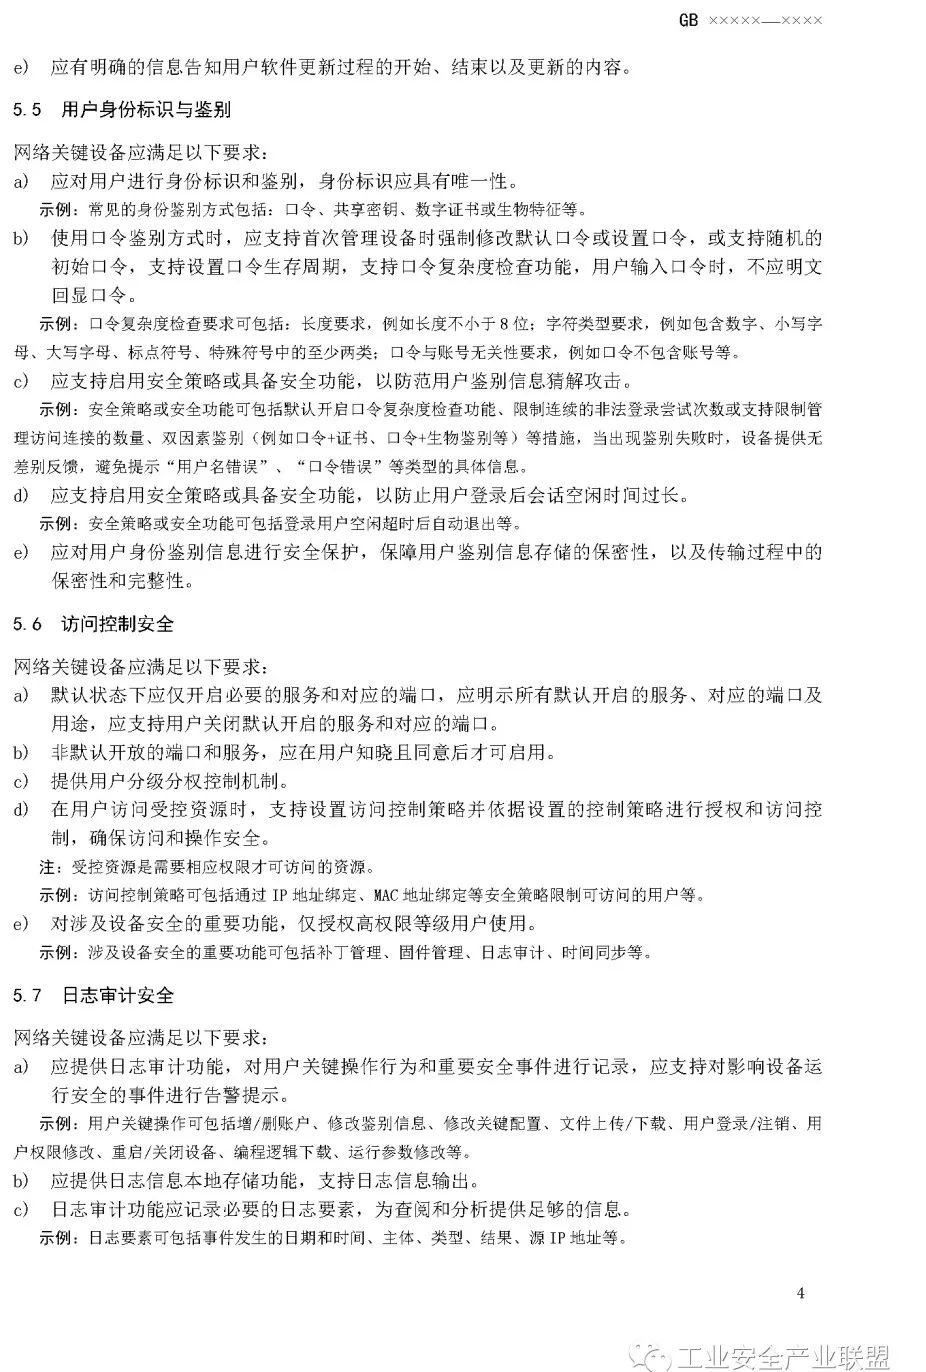 GB ×××××—××××
e) 应有明确的信息告知用户软件更新过程的开始、结束以及更新的内容。
5.5 用户身份标识与鉴别
网络关键设备应满足以下要求：
a) 应对用户进行身份标识和鉴别，身份标识应具有唯一性。
示例：常见的身份鉴别方式包括：口令、共享密钥、数字证书或生物特征等。
b) 使用口令鉴别方式时，应支持首次管理设备时强制修改默认口令或设置口令，或支持随机的
初始口令，支持设置口令生存周期，支持口令复杂度检查功能，用户输入口令时，不应明文
回显口令。
示例：口令复杂度检查要求可包括：长度要求，例如长度不小于 8 位；字符类型要求，例如包含数字、小写字
母、大写字母、标点符号、特殊符号中的至少两类；口令与账号无关性要求，例如口令不包含账号等。
c) 应支持启用安全策略或具备安全功能，以防范用户鉴别信息猜解攻击。
示例：安全策略或安全功能可包括默认开启口令复杂度检查功能、限制连续的非法登录尝试次数或支持限制管
理访问连接的数量、双因素鉴别（例如口令+证书、口令+生物鉴别等）等措施，当出现鉴别失败时，设备提供无
差别反馈，避免提示“用户名错误”、“口令错误”等类型的具体信息。
d) 应支持启用安全策略或具备安全功能，以防止用户登录后会话空闲时间过长。
示例：安全策略或安全功能可包括登录用户空闲超时后自动退出等。
e) 应对用户身份鉴别信息进行安全保护，保障用户鉴别信息存储的保密性，以及传输过程中的
保密性和完整性。
5.6 访问控制安全
网络关键设备应满足以下要求：
a) 默认状态下应仅开启必要的服务和对应的端口，应明示所有默认开启的服务、对应的端口及
用途，应支持用户关闭默认开启的服务和对应的端口。
b) 非默认开放的端口和服务，应在用户知晓且同意后才可启用。
c) 提供用户分级分权控制机制。
d) 在用户访问受控资源时，支持设置访问控制策略并依据设置的控制策略进行授权和访问控
制，确保访问和操作安全。
注：受控资源是需要相应权限才可访问的资源。
示例：访问控制策略可包括通过 IP 地址绑定、MAC 地址绑定等安全策略限制可访问的用户等。
e) 对涉及设备安全的重要功能，仅授权高权限等级用户使用。
示例：涉及设备安全的重要功能可包括补丁管理、固件管理、日志审计、时间同步等。
5.7 日志审计安全
网络关键设备应满足以下要求：
a) 应提供日志审计功能，对用户关键操作行为和重要安全事件进行记录，应支持对影响设备运
行安全的事件进行告警提示。
示例：用户关键操作可包括增/删账户、修改鉴别信息、修改关键配置、文件上传/下载、用户登录/注销、用
户权限修改、重启/关闭设备、编程逻辑下载、运行参数修改等。
b) 应提供日志信息本地存储功能，支持日志信息输出。
c) 日志审计功能应记录必要的日志要素，为查阅和分析提供足够的信息。
示例：日志要素可包括事件发生的日期和时间、主体、类型、结果、源 IP 地址等。
4
工业安全产业联盟